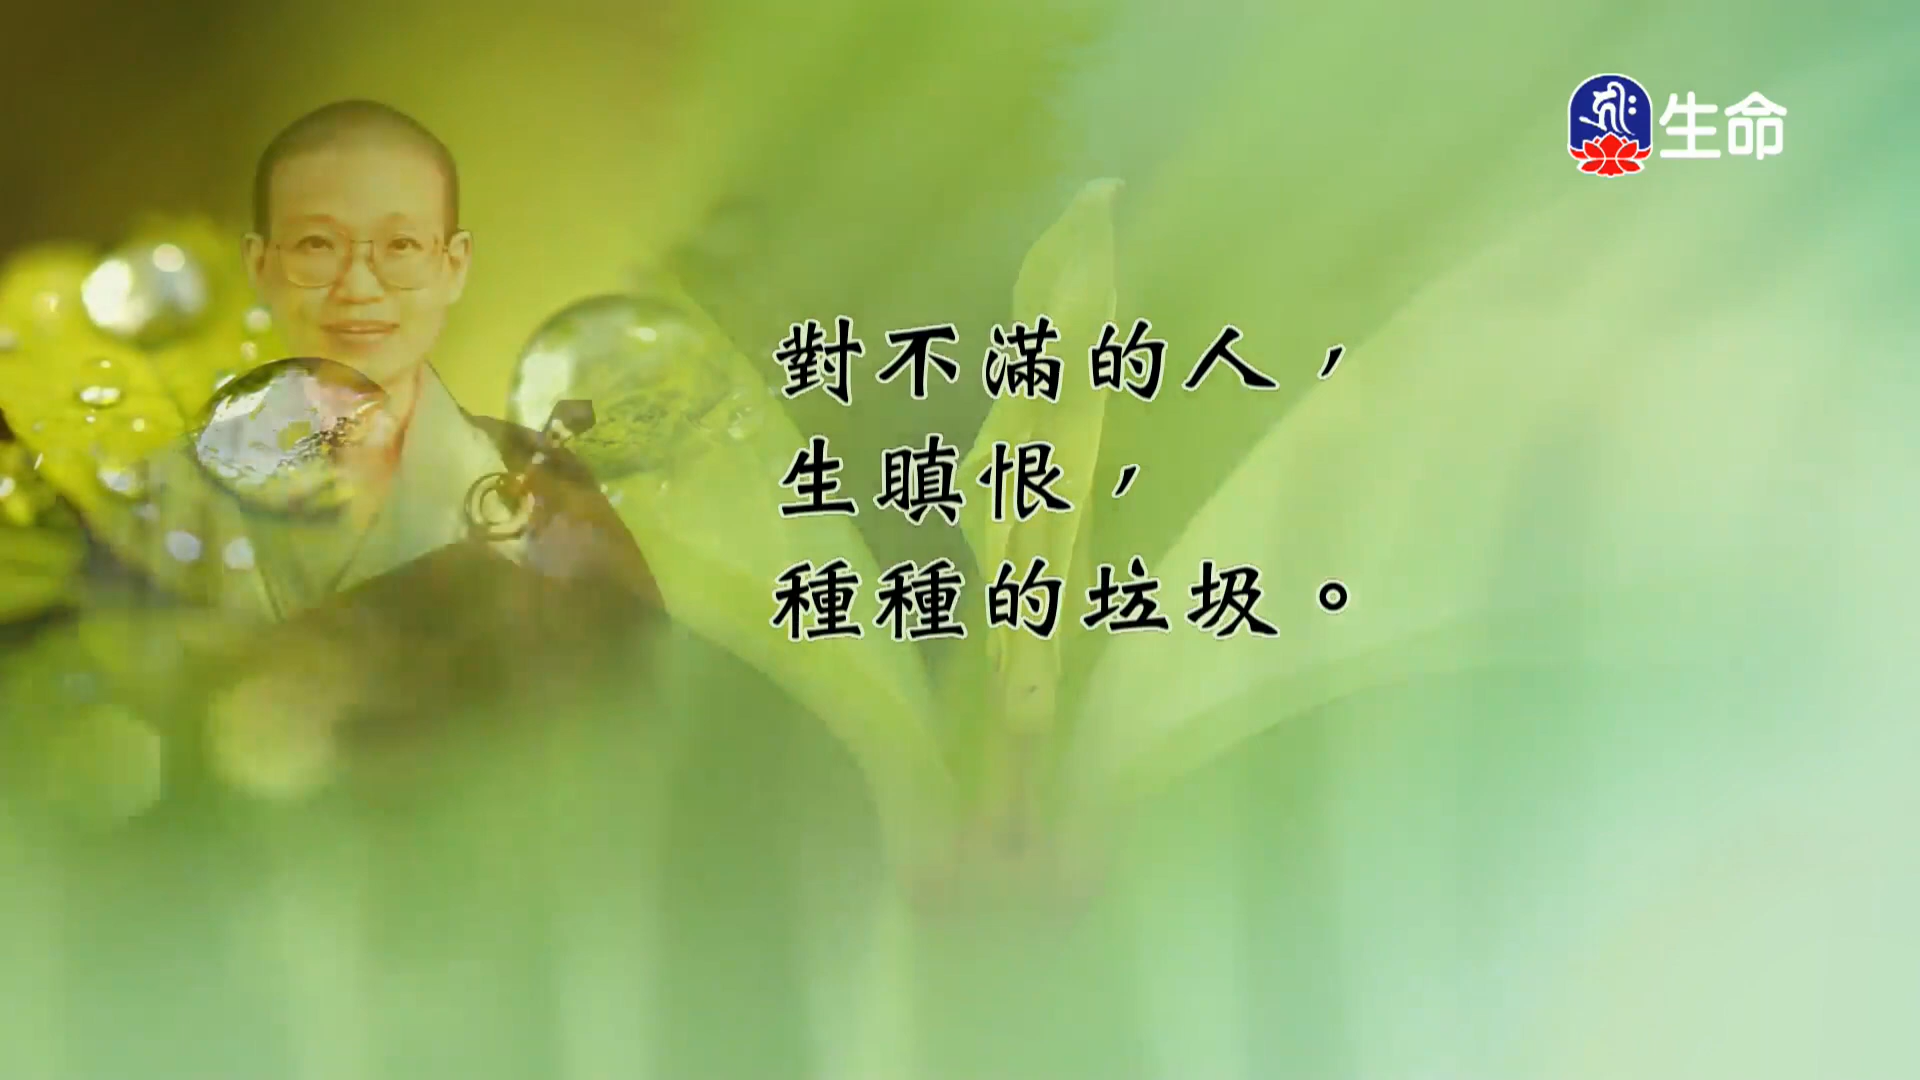 生命
對不滿的人，
生瞋恨，
種種的垃圾。